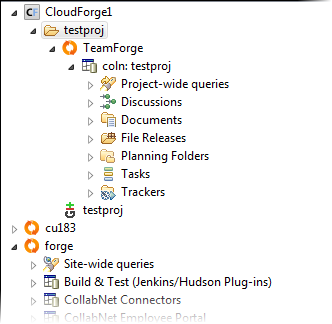 CF CloudForge1
testproj
TeamForge
coln: testproj
Project-wide queries
Discussions
Documents
File Releases
Planning Folders
Tasks
Trackers
testproj
cu183
forge
Site-wide queries
Build & Test (Jenkins/Hudson Plug-ins)
CollabNet Connectors
CollabNet Employee Portal